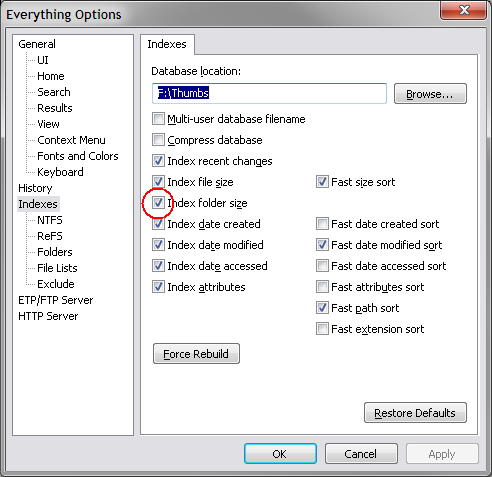 Everything Options
General
UI
Home
Search
Results
View
Context Menu
Fonts and Colors
Keyboard
History
Indexes
NTFS
ReFS
Folders
File Lists
Exclude
ETP/FTP Server
HTTP Server
Indexes
Database location:
F:\Thumbs
Browse...
Multi-user database filename
Compress database
Index recent changes
Index file size
Fast size sort
Index folder size
Index date created
Fast date created sort
Index date modified
Fast date modified sort
Index date accessed
Fast date accessed sort
Index attributes
Fast attributes sort
Fast path sort
Fast extension sort
Force Rebuild
Restore Defaults
OK
Cancel
Apply